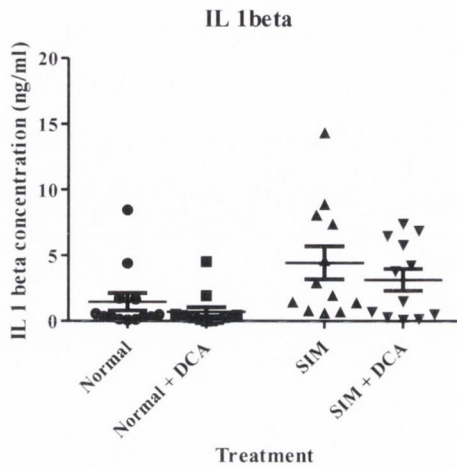 IL 1beta
IL 1 beta concentration (ng/ml)
20
15
10
5
0
Normal
Normal + DCA
SIM
SIM + DCA
Treatment